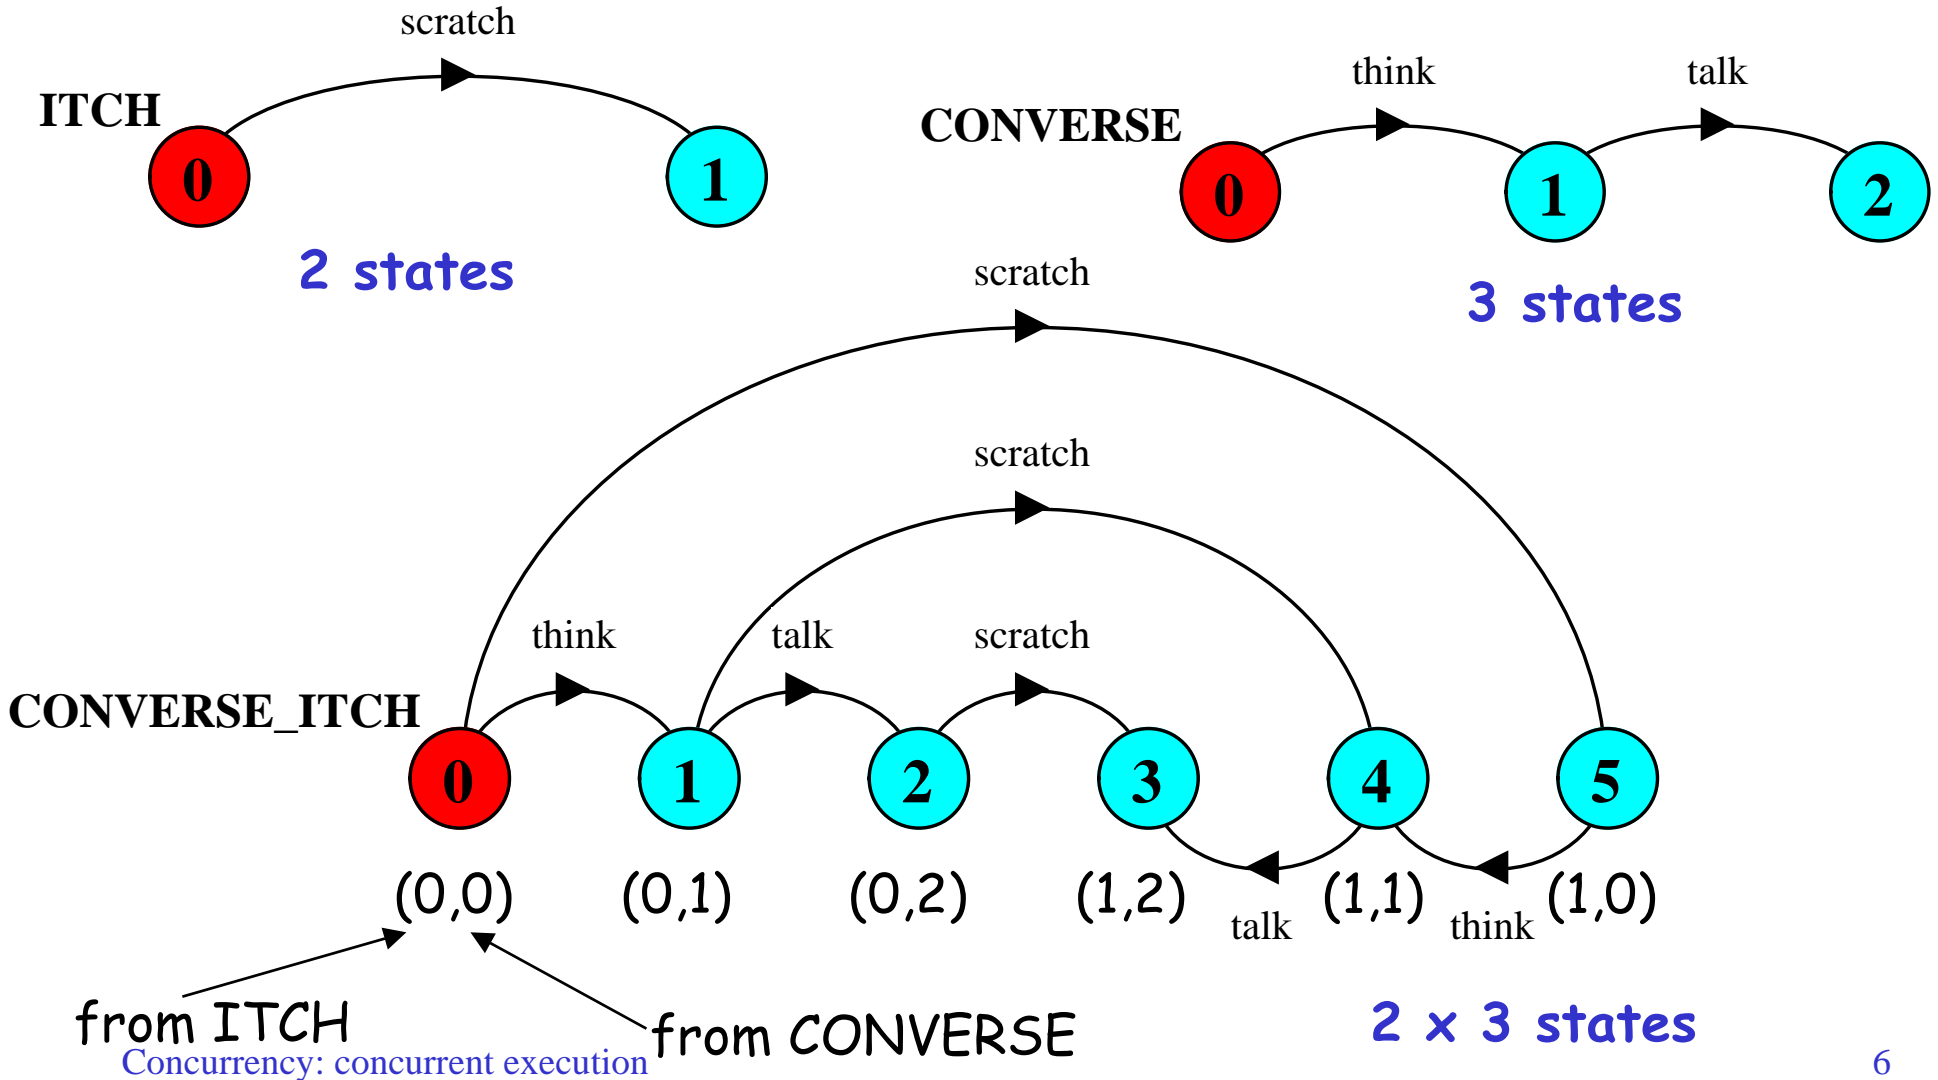 scratch
ITCH
0
1
2 states
think
talk
CONVERSE
0
1
2
3 states
scratch
scratch
think
talk
scratch
CONVERSE_ITCH
0
1
2
3
4
5
(0,0)
(0,1)
(0,2)
(1,2)
talk
(1,1)
think
(1,0)
from ITCH
from CONVERSE
2 x 3 states
Concurrency: concurrent execution
6